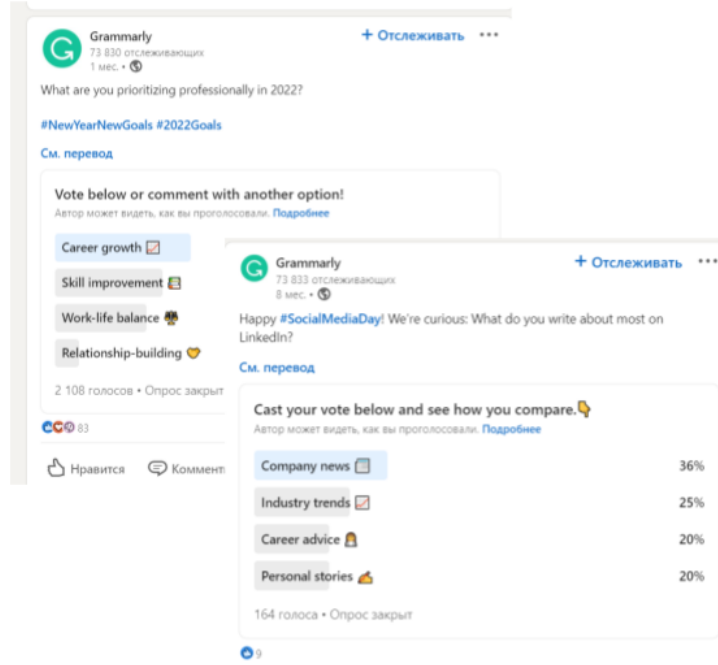 Grammarly
+ Отслеживать
73 830 отслеживающих
1 мес. •
What are you prioritizing professionally in 2022?
#NewYearNewGoals #2022Goals
См. перевод
Vote below or comment with another option!
Автор может видеть, как вы проголосовали. Подробнее
Career growth
Skill improvement
Work-life balance
Relationship-building
2 108 голосов • Опрос закрыт
83
Нравится
Коммент
Grammarly
+ Отслеживать
73 833 отслеживающих
8 мес. •
Happy #SocialMediaDay! We're curious: What do you write about most on
LinkedIn?
См. перевод
Cast your vote below and see how you compare.👇
Автор может видеть, как вы проголосовали. Подробнее
Company news 36%
Industry trends 25%
Career advice 20%
Personal stories 20%
164 голоса • Опрос закрыт
9